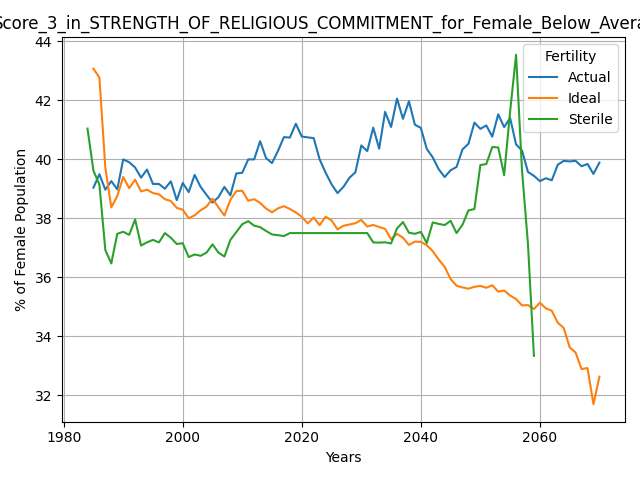 Score_3_in_STRENGTH_OF_RELIGIOUS_COMMITMENT_for_Female_Below_Avera
Fertility
Actual
Ideal
Sterile
% of Female Population
44
42
40
38
36
34
32
1980
2000
2020
2040
2060
Years